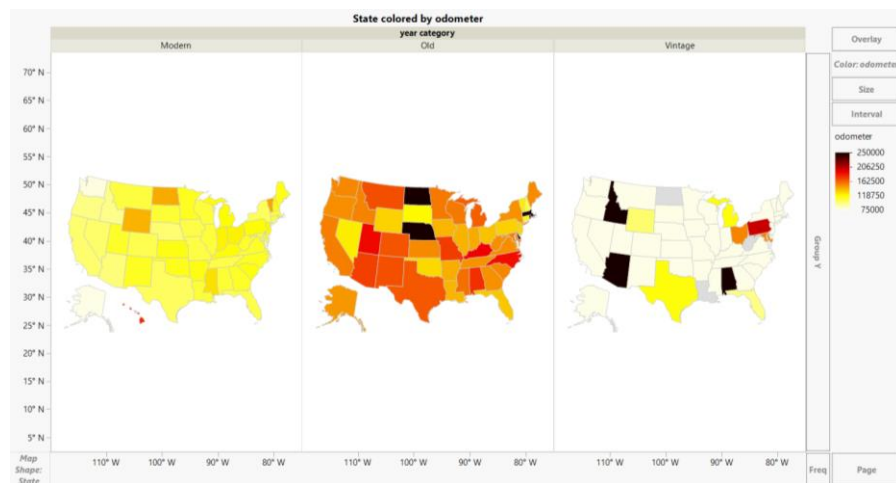 State colored by odometer
year category
Modern Old Vintage
Overlay
Color: odometer
Size
Interval
odometer
250000
206250
162500
118750
75000
70° N
65° N
60° N
55° N
50° N
45° N
40° N
35° N
30° N
25° N
20° N
15° N
10° N
5° N
Group Y
110° W 100° W 90° W 80° W 110° W 100° W 90° W 80° W 110° W 100° W 90° W 80° W
Map
Shape:
State
Freq
Page